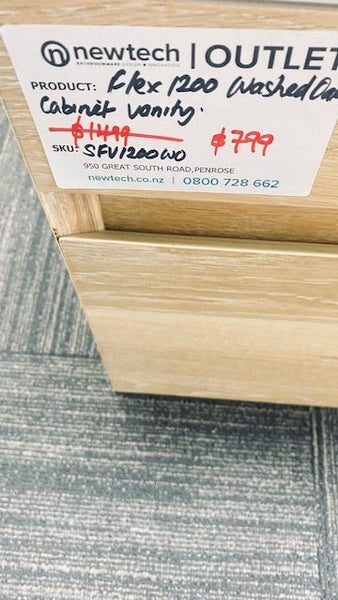 newtech | OUTLET
BATHROOMWARE DESIGN & INNOVATION
PRODUCT: Flex 1200 Washed Oak
Cabinet vanity.
$1499 $799
SKU: SFV1200WO
950 GREAT SOUTH ROAD, PENROSE
newtech.co.nz | 0800 728 662